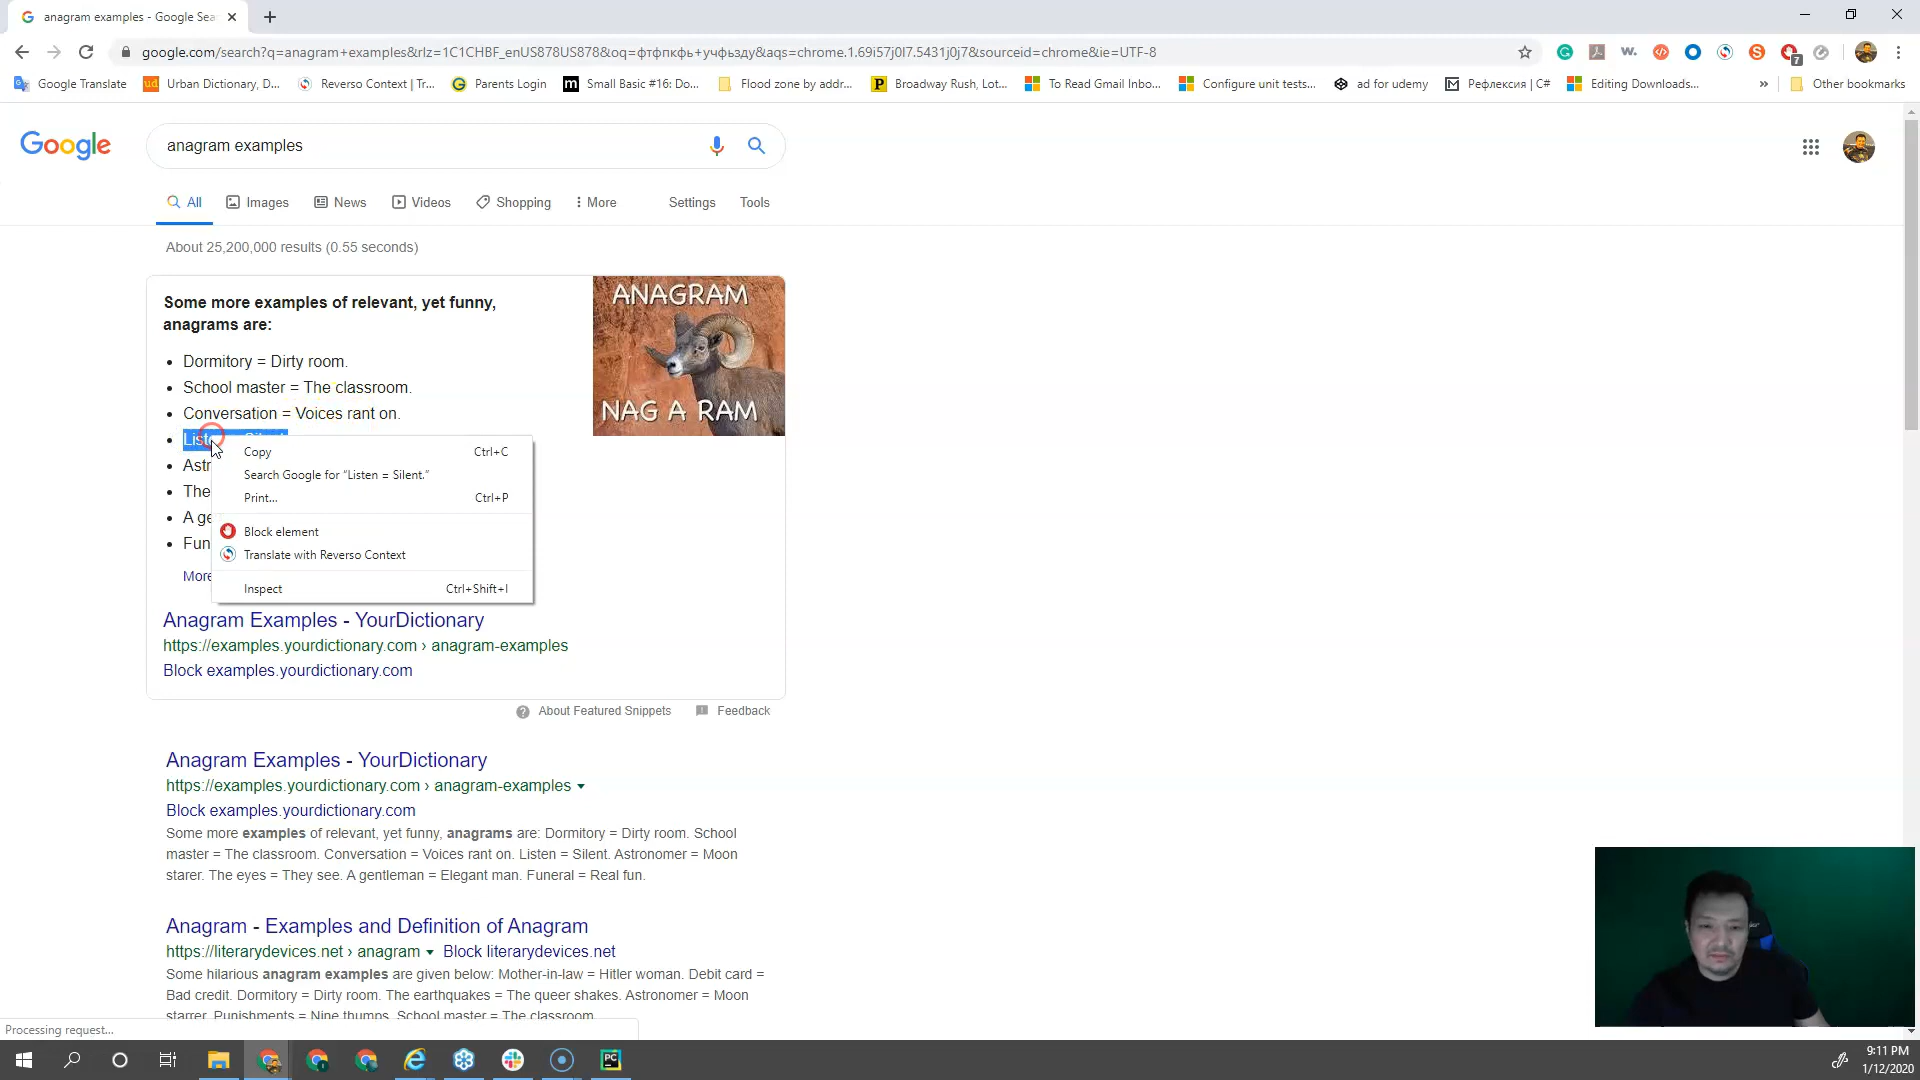 anagram examples - Google Sea
google.com/search?q=anagram+examples&rlz=1C1CHBF_enUS878US878&oq=фтфпкфь+учфьзду&aqs=chrome.1.69i57j0l7.5431j0j7&sourceid=chrome&ie=UTF-8
Google Translate
Urban Dictionary, D...
Reverso Context | Tr...
Parents Login
Small Basic #16: Do...
Flood zone by addr...
Broadway Rush, Lot...
To Read Gmail Inbo...
Configure unit tests...
ad for udemy
Рефлексия | C#
Editing Downloads...
»
Other bookmarks
Google
anagram examples
All
Images
News
Videos
Shopping
More
Settings
Tools
About 25,200,000 results (0.55 seconds)
Some more examples of relevant, yet funny,
anagrams are:
ANAGRAM
NAG A RAM
• Dormitory = Dirty room.
• School master = The classroom.
• Conversation = Voices rant on.
Copy Ctrl+C
Search Google for “Listen = Silent.”
Print... Ctrl+P
Block element
Translate with Reverso Context
Inspect Ctrl+Shift+I
• Astr
• The
• A ge
• Fun
More
Anagram Examples - YourDictionary
https://examples.yourdictionary.com › anagram-examples
Block examples.yourdictionary.com
About Featured Snippets
Feedback
Anagram Examples - YourDictionary
https://examples.yourdictionary.com › anagram-examples
Block examples.yourdictionary.com
Some more examples of relevant, yet funny, anagrams are: Dormitory = Dirty room. School
master = The classroom. Conversation = Voices rant on. Listen = Silent. Astronomer = Moon
starer. The eyes = They see. A gentleman = Elegant man. Funeral = Real fun.
Anagram - Examples and Definition of Anagram
https://literarydevices.net › anagram Block literarydevices.net
Some hilarious anagram examples are given below: Mother-in-law = Hitler woman. Debit card =
Bad credit. Dormitory = Dirty room. The earthquakes = The queer shakes. Astronomer = Moon
starrer. Punishments = Nine thumps. School master = The classroom.
Processing request...
9:11 PM
1/12/2020